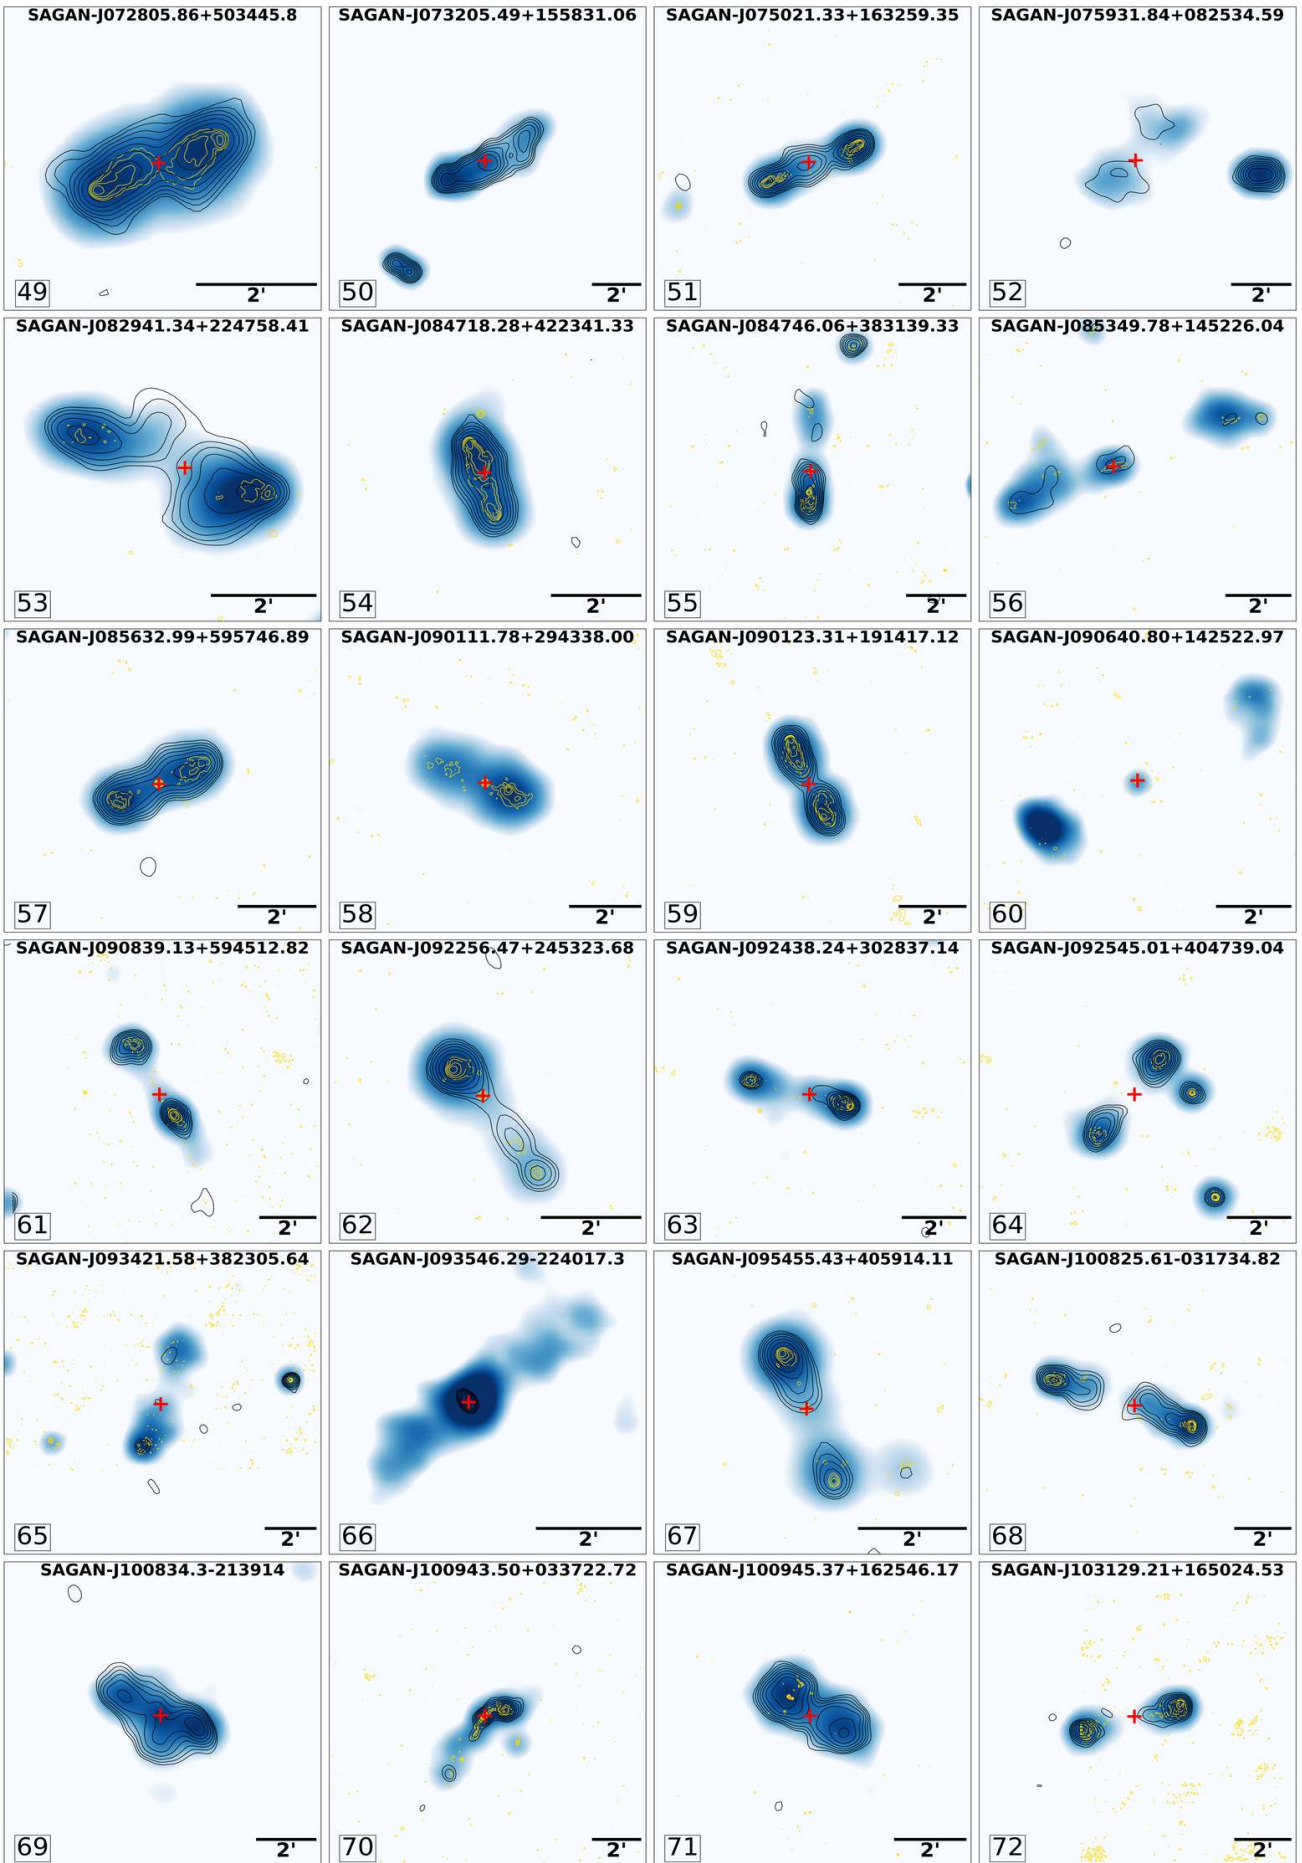 SAGAN-J072805.86+503445.8
49
2'
SAGAN-J073205.49+155831.06
50
2'
SAGAN-J075021.33+163259.35
51
2'
SAGAN-J075931.84+082534.59
52
2'
SAGAN-J082941.34+224758.41
53
2'
SAGAN-J084718.28+422341.33
54
2'
SAGAN-J084746.06+383139.33
55
2'
SAGAN-J085349.78+145226.04
56
2'
SAGAN-J085632.99+595746.89
57
2'
SAGAN-J090111.78+294338.00
58
2'
SAGAN-J090123.31+191417.12
59
2'
SAGAN-J090640.80+142522.97
60
2'
SAGAN-J090839.13+594512.82
61
2'
SAGAN-J092256.47+245323.68
62
2'
SAGAN-J092438.24+302837.14
63
2'
SAGAN-J092545.01+404739.04
64
2'
SAGAN-J093421.58+382305.64
65
2'
SAGAN-J093546.29-224017.3
66
2'
SAGAN-J095455.43+405914.11
67
2'
SAGAN-J100825.61-031734.82
68
2'
SAGAN-J100834.3-213914
69
2'
SAGAN-J100943.50+033722.72
70
2'
SAGAN-J100945.37+162546.17
71
2'
SAGAN-J103129.21+165024.53
72
2'